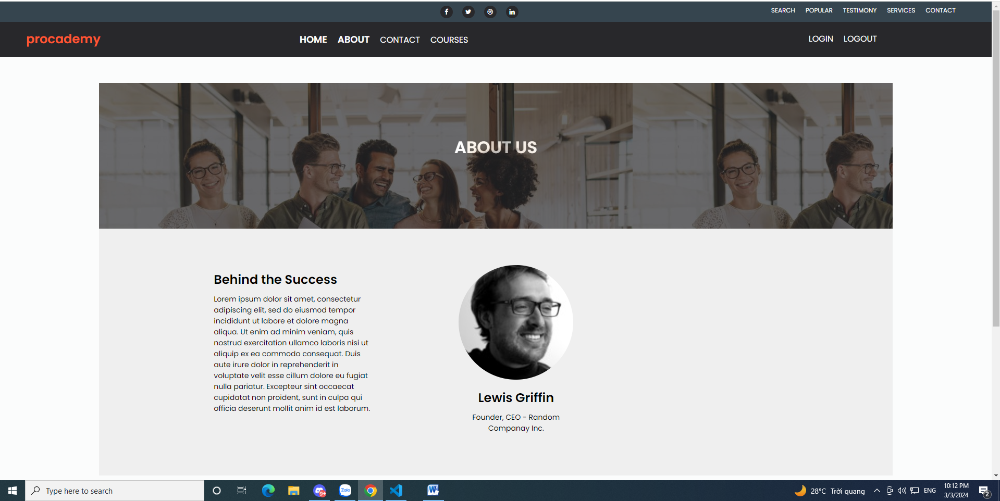 SEARCH POPULAR TESTIMONY SERVICES CONTACT
procademy
HOME ABOUT CONTACT COURSES
LOGIN LOGOUT
ABOUT US
Behind the Success
Lorem ipsum dolor sit amet, consectetur
adipiscing elit, sed do eiusmod tempor
incididunt ut labore et dolore magna
aliqua. Ut enim ad minim veniam, quis
nostrud exercitation ullamco laboris nisi ut
aliquip ex ea commodo consequat. Duis
aute irure dolor in reprehenderit in
voluptate velit esse cillum dolore eu fugiat
nulla pariatur. Excepteur sint occaecat
cupidatat non proident, sunt in culpa qui
officia deserunt mollit anim id est laborum.
Lewis Griffin
Founder, CEO - Random
Companay Inc.
Type here to search
9+
Zalo
28°C Trời quang
ENG
10:12 PM
3/3/2024
2